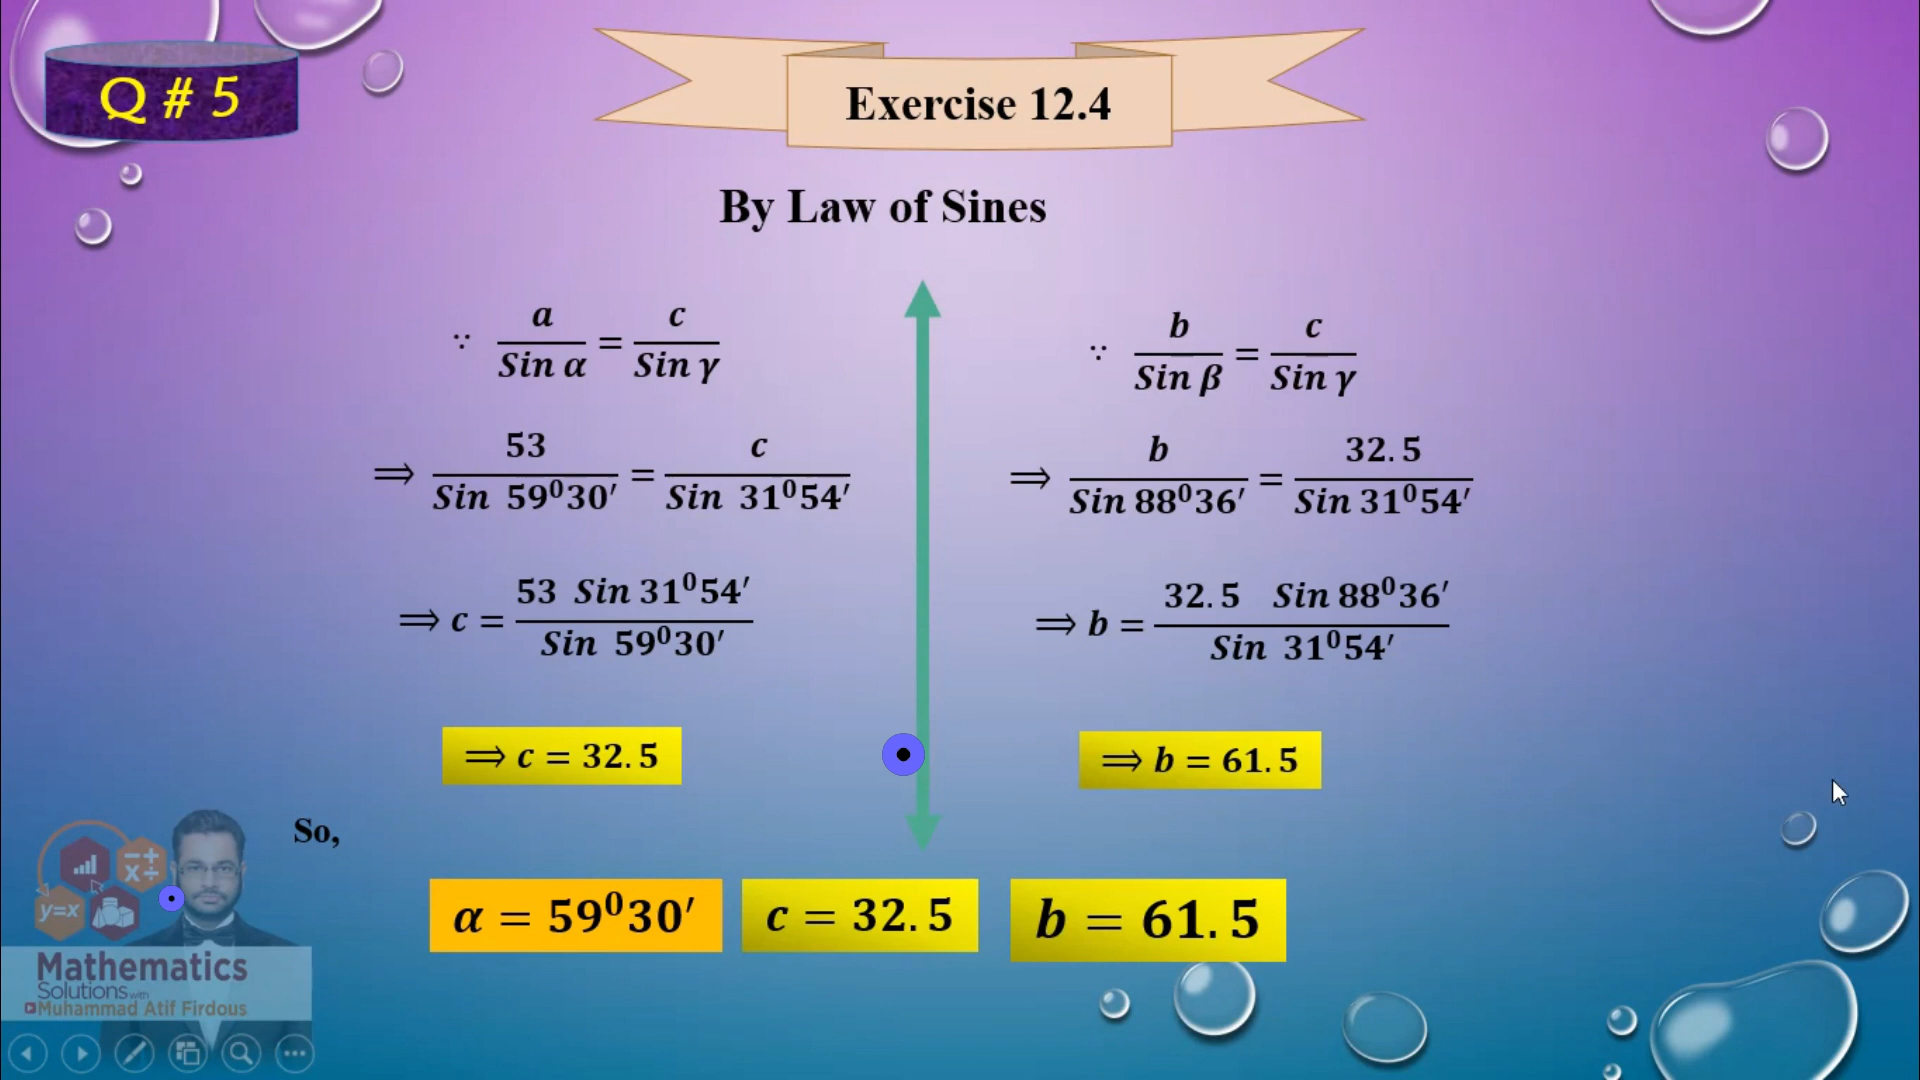 Q # 5
Exercise 12.4
By Law of Sines
∵ a/Sin α = c/Sin γ
⟹ 53/Sin 59⁰30′ = c/Sin 31⁰54′
⟹ c = 53 Sin 31⁰54′/Sin 59⁰30′
⟹ c = 32.5
∵ b/Sin β = c/Sin γ
⟹ b/Sin 88⁰36′ = 32.5/Sin 31⁰54′
⟹ b = 32.5 Sin 88⁰36′/Sin 31⁰54′
⟹ b = 61.5
So,
α = 59⁰30′ c = 32.5 b = 61.5
y=x
Mathematics
Solutions with
Muhammad Atif Firdous